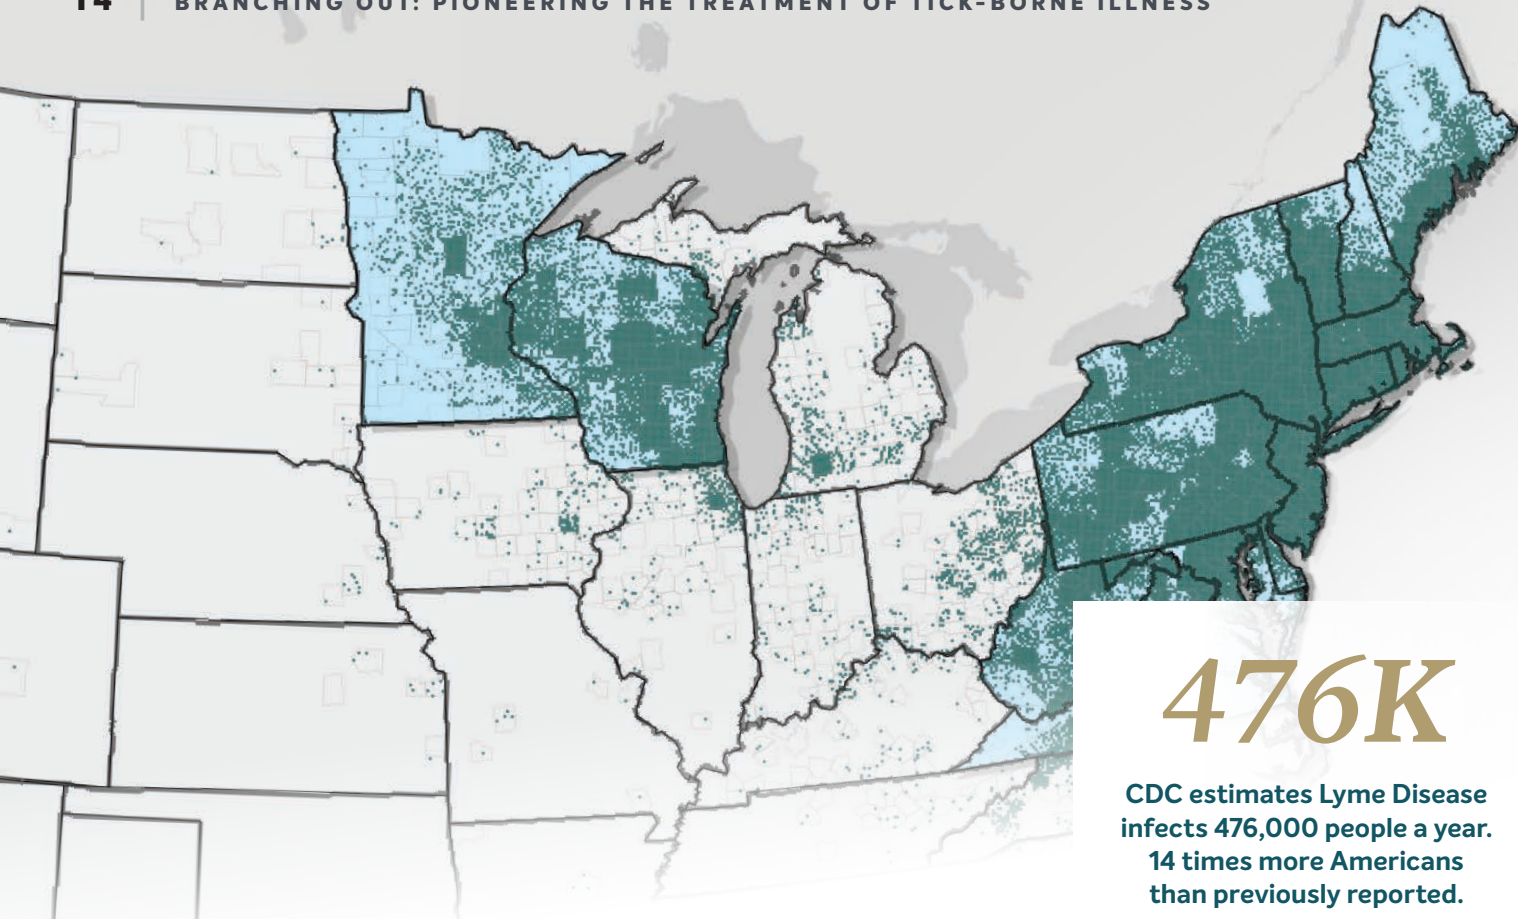 14 | BRANCHING OUT: PIONEERING THE TREATMENT OF TICK-BORNE ILLNESS
476K
CDC estimates Lyme Disease
infects 476,000 people a year.
14 times more Americans
than previously reported.